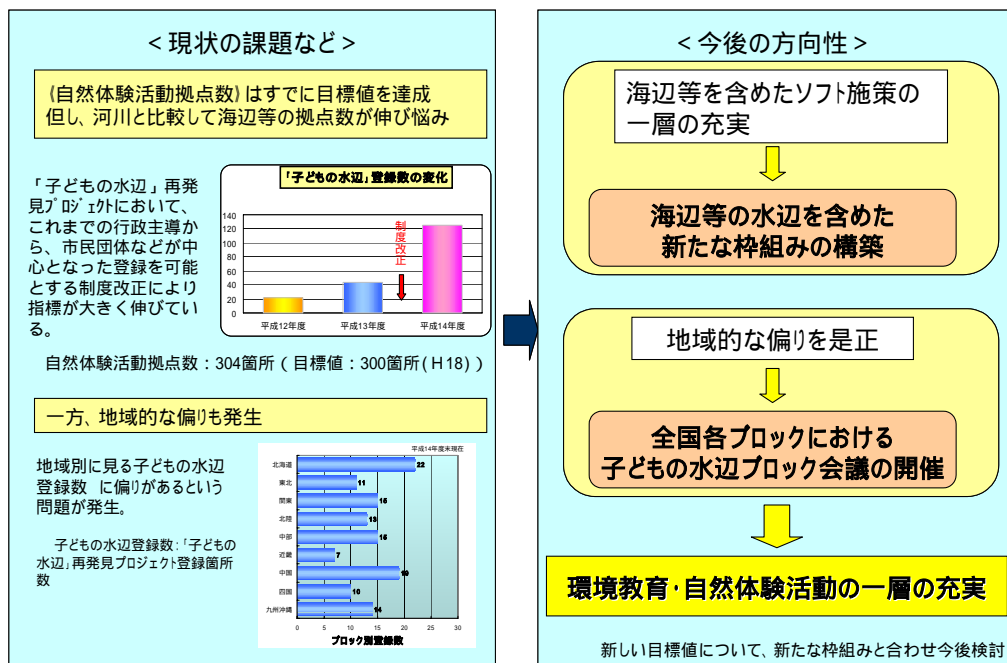 <現状の課題など>
《自然体験活動拠点数》はすでに目標値を達成
但し、河川と比較して海辺等の拠点数が伸び悩み
「子どもの水辺」再発
見プロジェクトにおいて、
これまでの行政主導か
ら、市民団体などが中
心となった登録を可能
とする制度改正により
指標が大きく伸びてい
る。
「子どもの水辺」登録数の変化
140
120
100
80
60
40
20
0
制度改正
平成12年度 平成13年度 平成14年度
自然体験活動拠点数:304箇所(目標値:300箇所(H18))
一方、地域的な偏りも発生
地域別に見る子どもの水辺
登録数 に偏りがあるという
問題が発生。
子どもの水辺登録数:「子どもの
水辺」再発見プロジェクト登録箇所
数
平成14年度末現在
北海道 22
東北 11
関東 15
北陸 13
中部 15
近畿 7
中国 19
四国 10
九州沖縄 14
0 5 10 15 20 25 30
ブロック別登録数
<今後の方向性>
海辺等を含めたソフト施策の
一層の充実
海辺等の水辺を含めた
新たな枠組みの構築
地域的な偏りを是正
全国各ブロックにおける
子どもの水辺ブロック会議の開催
環境教育・自然体験活動の一層の充実
新しい目標値について、新たな枠組みと合わせ今後検討